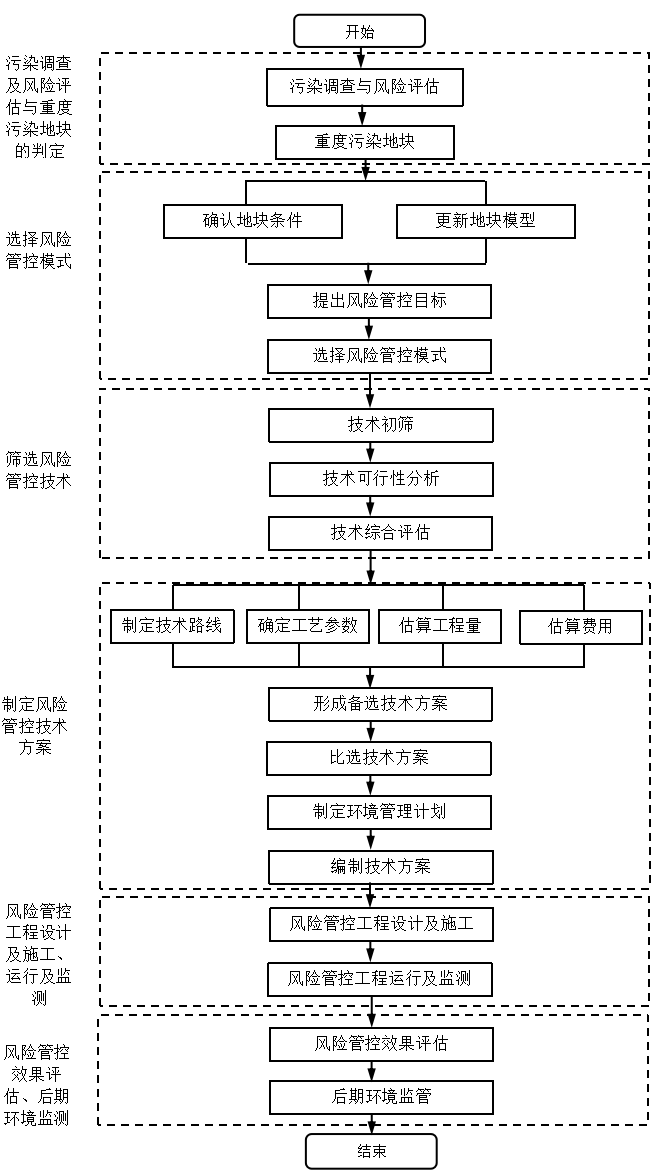 开始
污染调查
及风险评
估与重度
污染地块
的判定
污染调查与风险评估
重度污染地块
选择风险
管控模式
确认地块条件
更新地块模型
提出风险管控目标
选择风险管控模式
筛选风险
管控技术
技术初筛
技术可行性分析
技术综合评估
制定风险
管控技术
方案
制定技术路线
确定工艺参数
估算工程量
估算费用
形成备选技术方案
比选技术方案
制定环境管理计划
编制技术方案
风险管控
工程设计
及施工、
运行及监
测
风险管控工程设计及施工
风险管控工程运行及监测
风险管控
效果评
估、后期
环境监测
风险管控效果评估
后期环境监管
结束